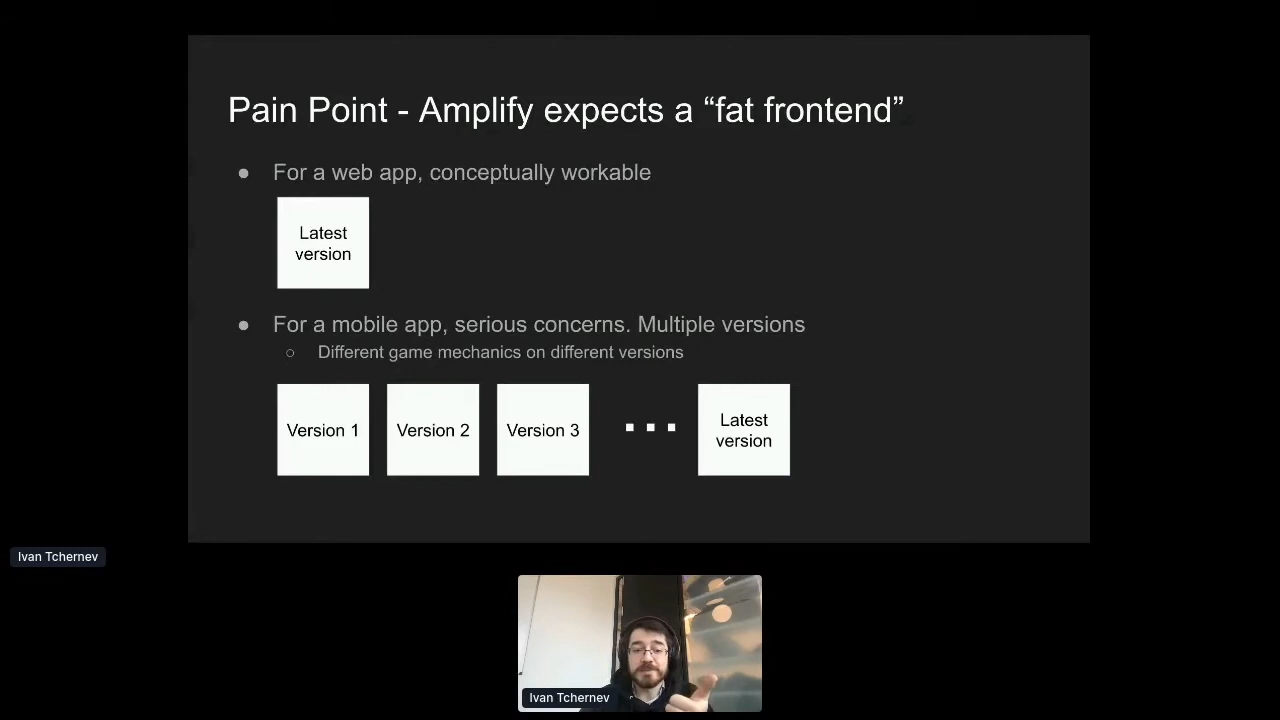 Pain Point - Amplify expects a “fat frontend”
● For a web app, conceptually workable
Latest
version
● For a mobile app, serious concerns. Multiple versions
○ Different game mechanics on different versions
Version 1
Version 2
Version 3
...
Latest
version
Ivan Tchernev
Ivan Tchernev